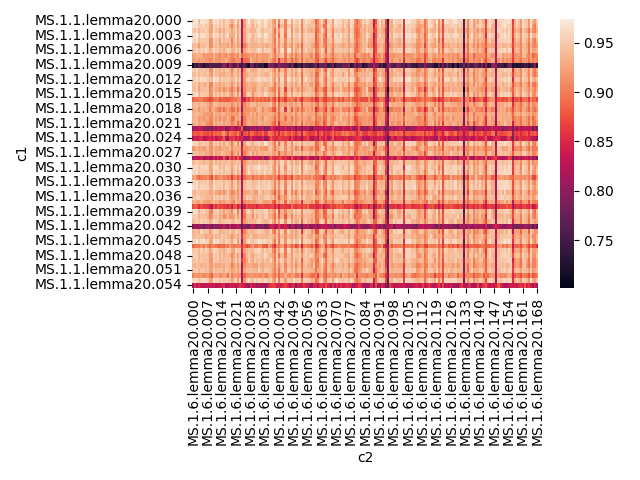 MS.1.1.lemma20.000
MS.1.1.lemma20.003
MS.1.1.lemma20.006
MS.1.1.lemma20.009
MS.1.1.lemma20.012
MS.1.1.lemma20.015
MS.1.1.lemma20.018
MS.1.1.lemma20.021
MS.1.1.lemma20.024
MS.1.1.lemma20.027
MS.1.1.lemma20.030
MS.1.1.lemma20.033
MS.1.1.lemma20.036
MS.1.1.lemma20.039
MS.1.1.lemma20.042
MS.1.1.lemma20.045
MS.1.1.lemma20.048
MS.1.1.lemma20.051
MS.1.1.lemma20.054
c1
MS.1.6.lemma20.000
MS.1.6.lemma20.007
MS.1.6.lemma20.014
MS.1.6.lemma20.021
MS.1.6.lemma20.028
MS.1.6.lemma20.035
MS.1.6.lemma20.042
MS.1.6.lemma20.049
MS.1.6.lemma20.056
MS.1.6.lemma20.063
MS.1.6.lemma20.070
MS.1.6.lemma20.077
MS.1.6.lemma20.084
MS.1.6.lemma20.091
MS.1.6.lemma20.098
MS.1.6.lemma20.105
MS.1.6.lemma20.112
MS.1.6.lemma20.119
MS.1.6.lemma20.126
MS.1.6.lemma20.133
MS.1.6.lemma20.140
MS.1.6.lemma20.147
MS.1.6.lemma20.154
MS.1.6.lemma20.161
MS.1.6.lemma20.168
c2
0.95
0.90
0.85
0.80
0.75